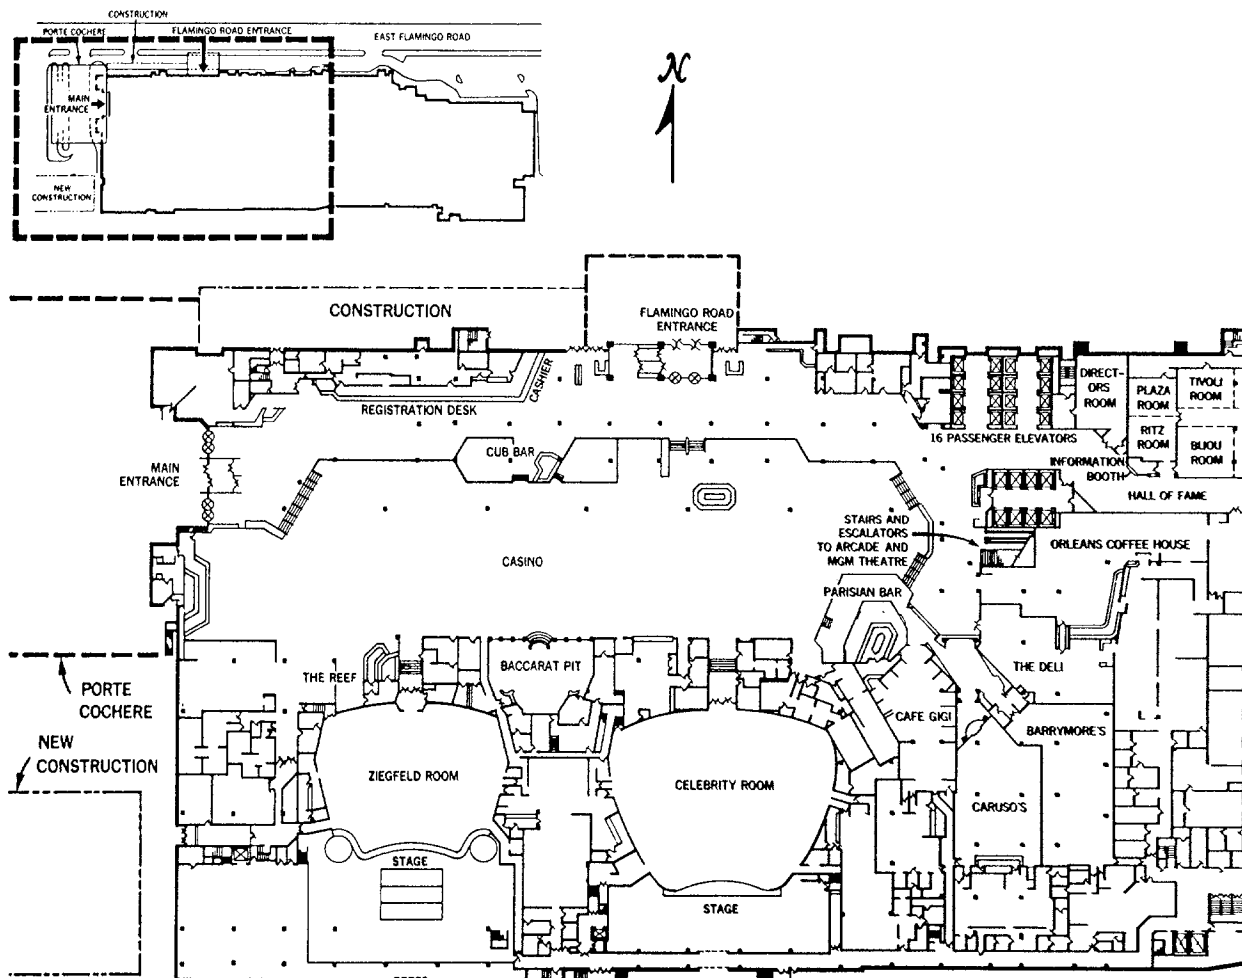 CONSTRUCTION
PORTE COCHERE
FLAMINGO ROAD ENTRANCE
EAST FLAMINGO ROAD
MAIN
ENTRANCE
NEW
CONSTRUCTION
N
CONSTRUCTION
FLAMINGO ROAD
ENTRANCE
CASHIER
REGISTRATION DESK
DIRECT-
ORS
ROOM
PLAZA
ROOM
TIVOLI
ROOM
RITZ
ROOM
BIJOU
ROOM
16 PASSENGER ELEVATORS
CUB BAR
MAIN
ENTRANCE
INFORMATION
BOOTH
HALL OF FAME
STAIRS AND
ESCALATORS
TO ARCADE AND
MGM THEATRE
ORLEANS COFFEE HOUSE
CASINO
PARISIAN BAR
THE REEF
BACCARAT PIT
THE DELI
PORTE
COCHERE
CAFE GIGI
BARRYMORE'S
NEW
CONSTRUCTION
ZIEGFELD ROOM
CELEBRITY ROOM
CARUSO'S
STAGE
STAGE